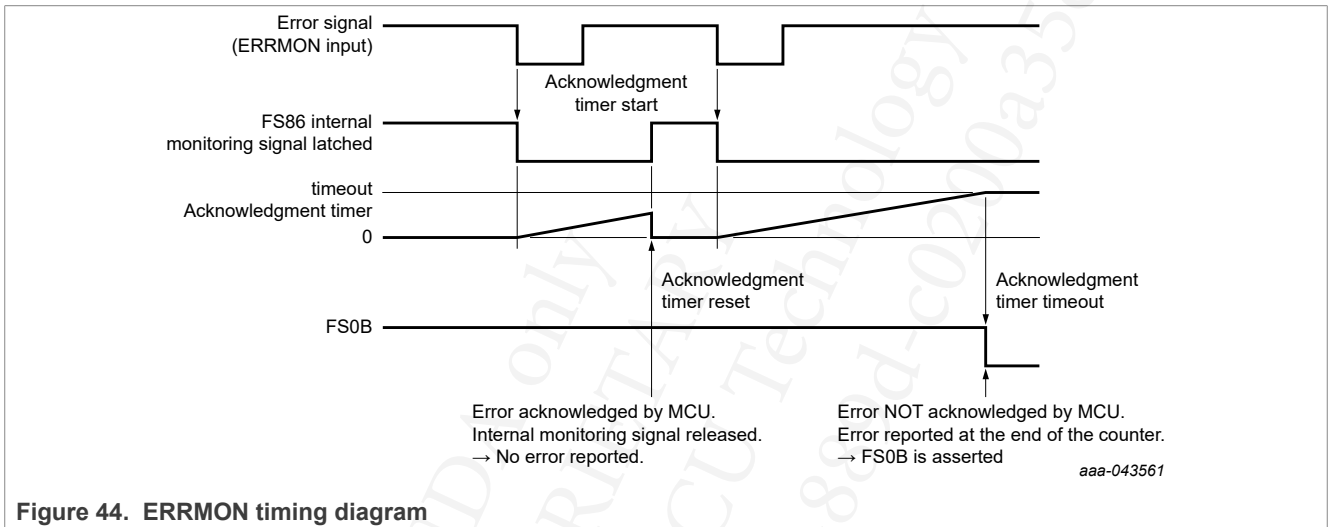 Error signal
(ERRMON input)
Acknowledgment
timer start
FS86 internal
monitoring signal latched
timeout
Acknowledgment timer
0
Acknowledgment
timer reset
Acknowledgment
timer timeout
FS0B
Error acknowledged by MCU.
Internal monitoring signal released.
→ No error reported.
Error NOT acknowledged by MCU.
Error reported at the end of the counter.
→ FS0B is asserted
aaa-043561
Figure 44. ERRMON timing diagram